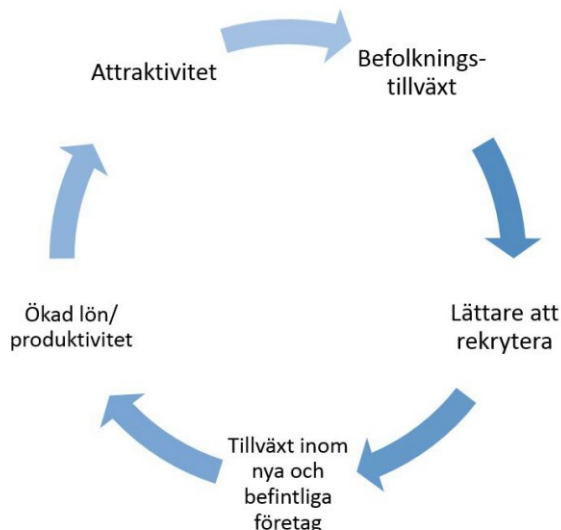 Attraktivitet
Befolknings-
tillväxt
Lättare att
rekrytera
Tillväxt inom
nya och
befintliga
företag
Ökad lön/
produktivitet